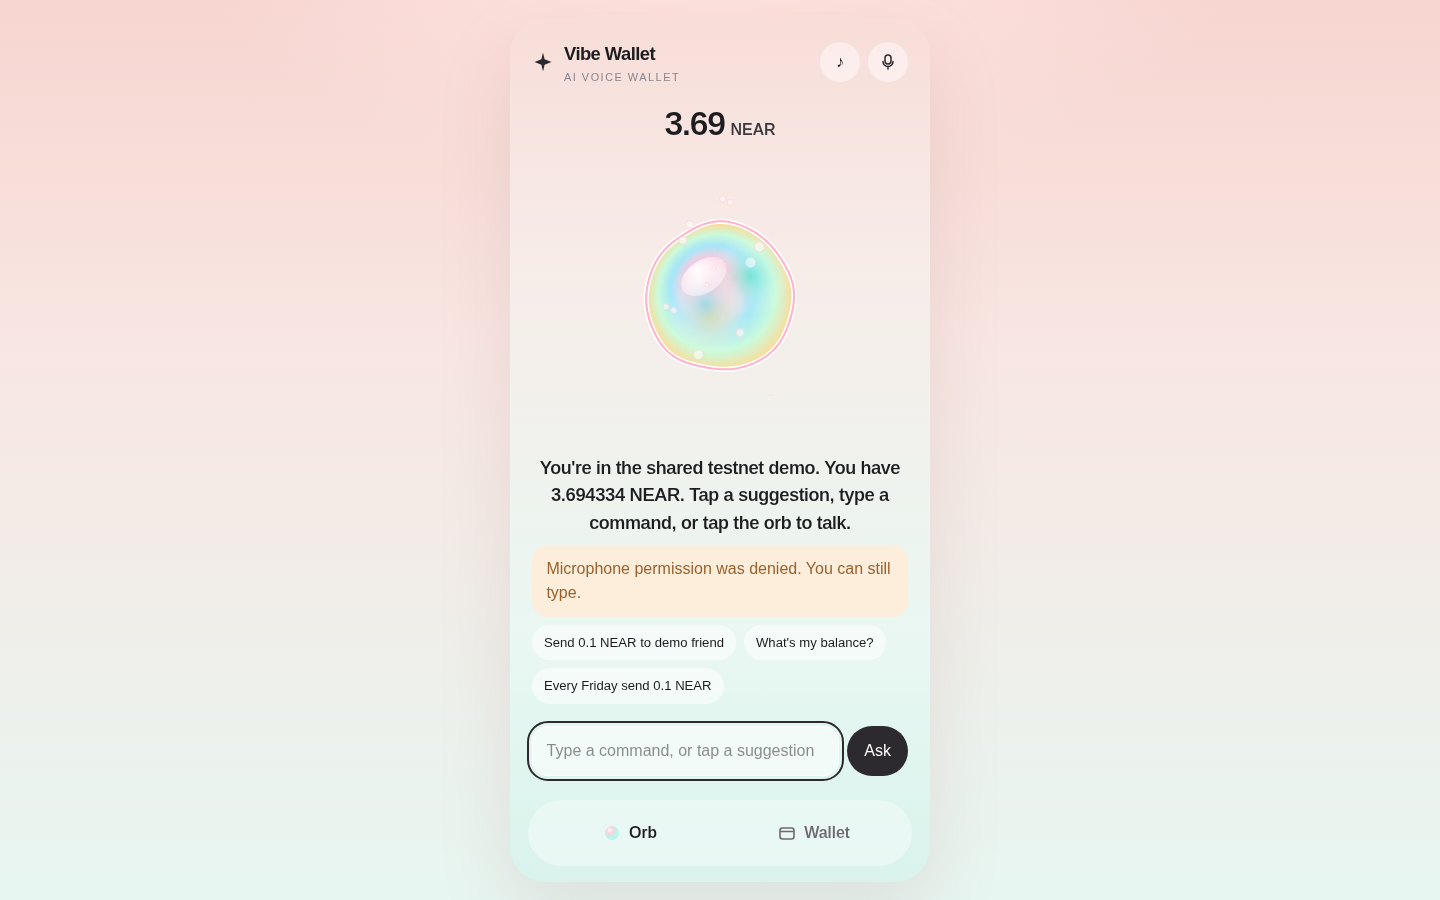 Vibe Wallet
AI Voice Wallet
♪
3.69 NEAR
You're in the shared testnet demo. You have
3.694334 NEAR. Tap a suggestion,
type a
command, or tap the orb to talk.
Microphone permission was denied. You can still
type.
Send 0.1 NEAR to demo friend
What's my balance?
Every Friday send 0.1 NEAR
Type a command, or tap a suggestion
Ask
Orb
Wallet